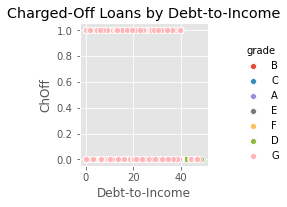 Charged-Off Loans by Debt-to-Income
1.0
0.8
0.6
0.4
0.2
0.0
ChOff
0
20
40
Debt-to-Income
grade
B
C
A
E
F
D
G